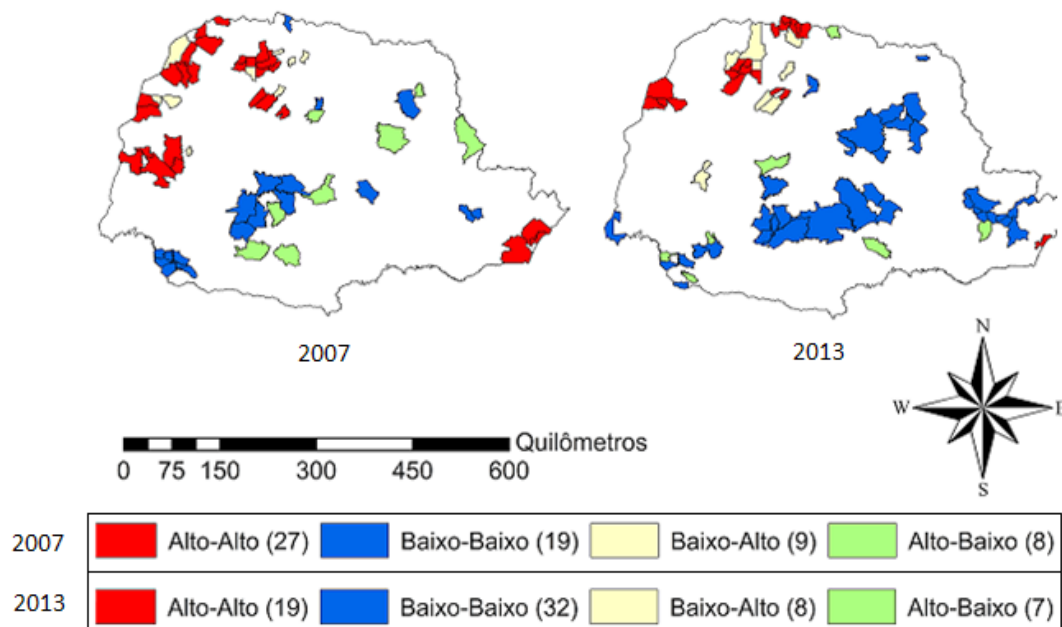 2007
2013
N
W
E
S
Quilômetros
0 75 150 300 450 600
2007 Alto-Alto (27) Baixo-Baixo (19) Baixo-Alto (9) Alto-Baixo (8)
2013 Alto-Alto (19) Baixo-Baixo (32) Baixo-Alto (8) Alto-Baixo (7)